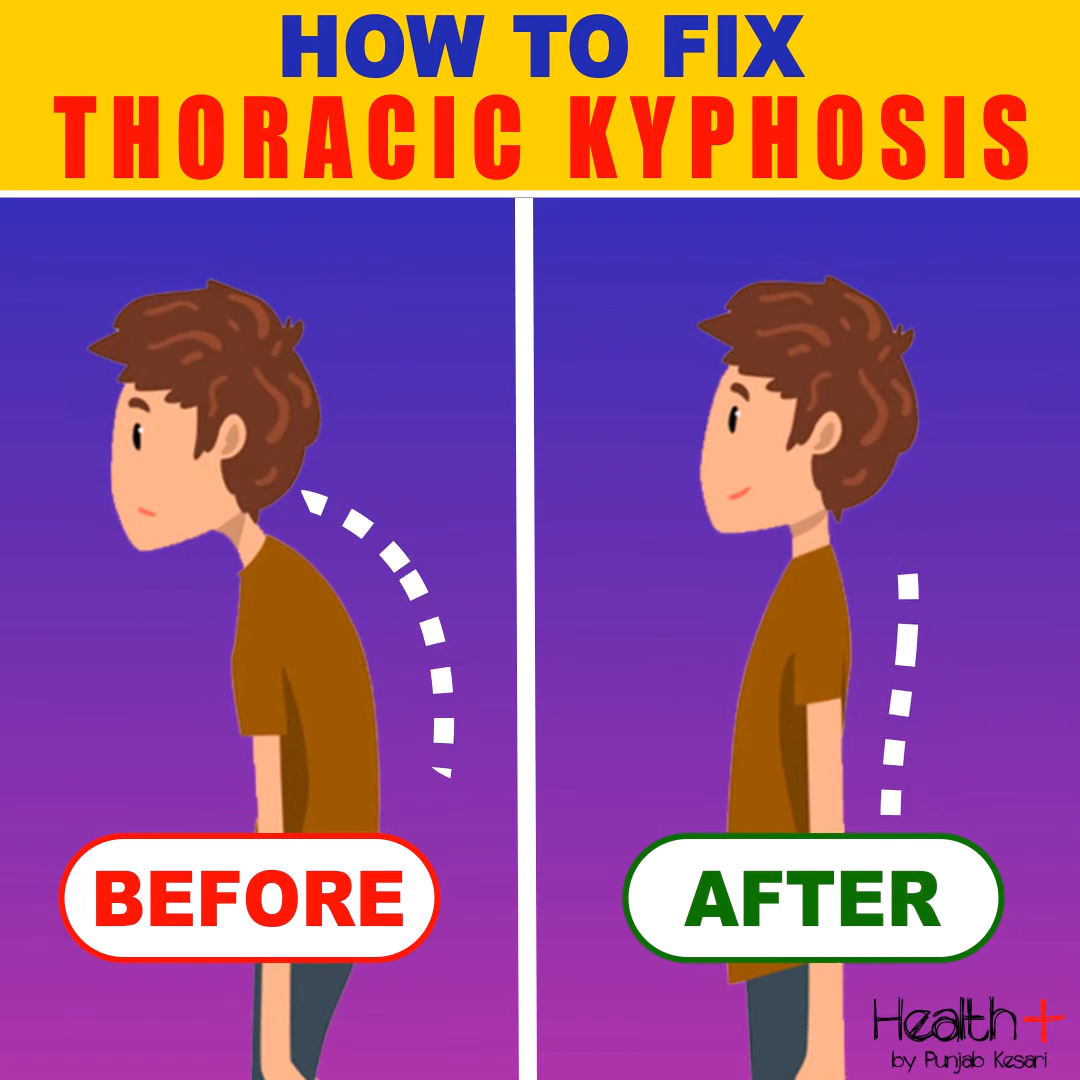 HOW TO FIX
THORACIC KYPHOSIS
BEFORE
AFTER
Health+
by Punjab Kesari